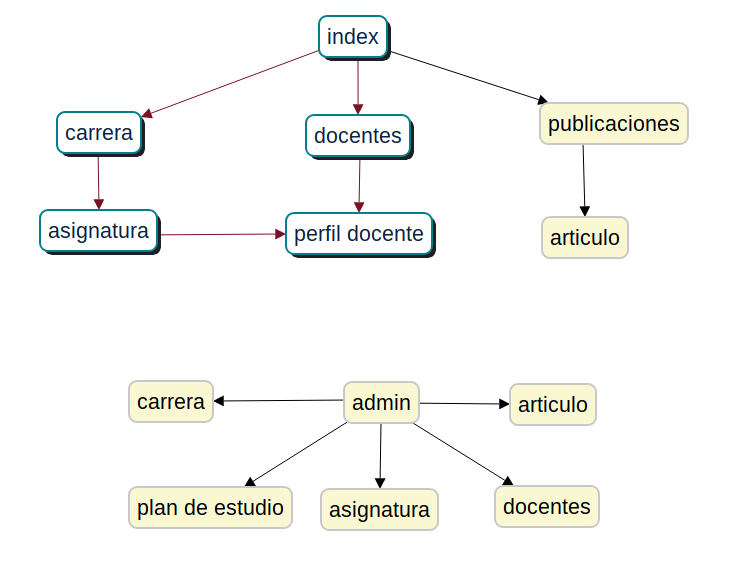 index
carrera
docentes
publicaciones
asignatura
perfil docente
articulo
carrera
admin
articulo
plan de estudio
asignatura
docentes